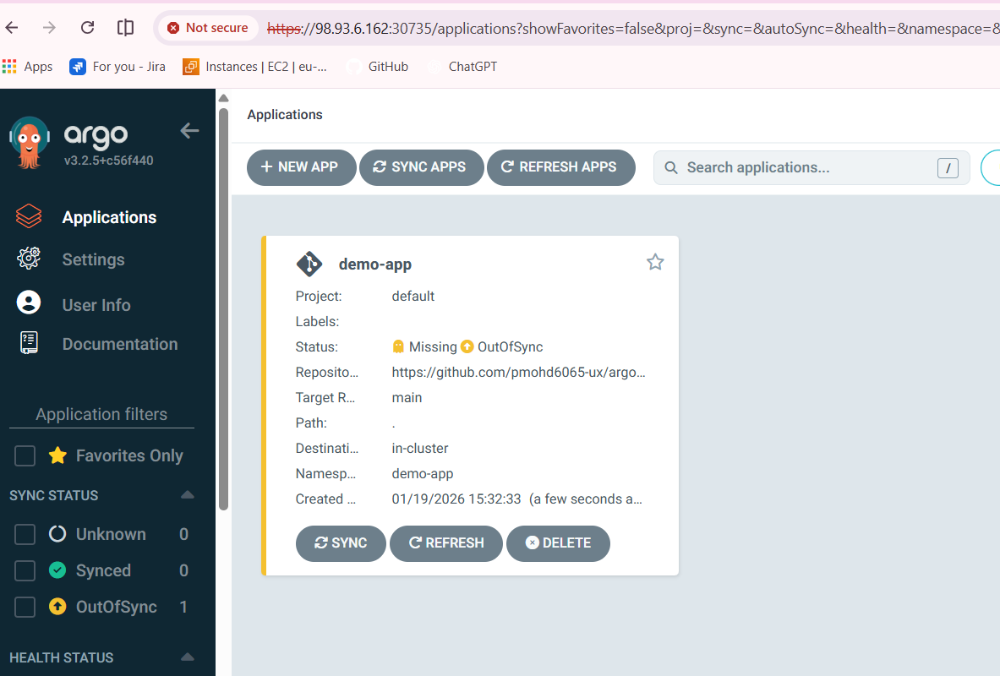 Not secure https://98.93.6.162:30735/applications?showFavorites=false&proj=&sync=&autoSync=&health=&namespace=&
Apps For you - Jira Instances | EC2 | eu-... GitHub ChatGPT
argo
v3.2.5+c56f440
Applications
Settings
User Info
Documentation
Application filters
Favorites Only
SYNC STATUS
Unknown 0
Synced 0
OutOfSync 1
HEALTH STATUS
Applications
+ NEW APP SYNC APPS REFRESH APPS Search applications... /
demo-app
Project: default
Labels:
Status: Missing OutOfSync
Reposito... https://github.com/pmohd6065-ux/argo...
Target R... main
Path: .
Destinati... in-cluster
Namesp... demo-app
Created ... 01/19/2026 15:32:33 (a few seconds a...
SYNC REFRESH DELETE